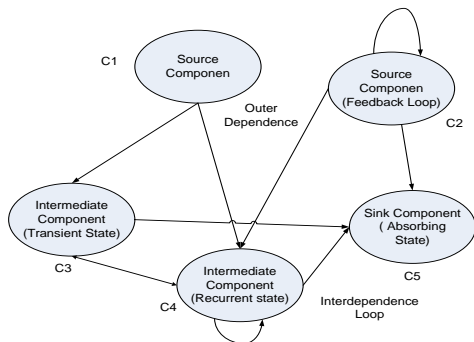 C1
Source
Componen
Source
Componen
(Feedback Loop)
C2
Outer
Dependence
Intermediate
Component
(Transient State)
C3
Sink Component
( Absorbing
State)
C5
Intermediate
Component
(Recurrent state)
C4
Interdependence
Loop